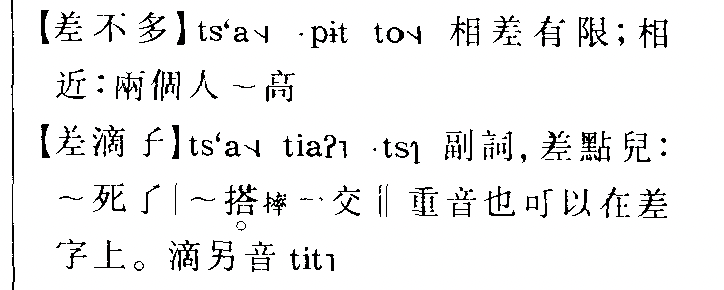 【差不多】ts‘a˧˩ ·pɨt to˧˩ 相差有限；相
近：兩個人～高
【差滴子】ts‘a˧˩ tiaʔ˥ ·tsɿ 副詞，差點兒：
～死了｜～搭摔一交‖重音也可以在差
字上。滴另音 tit˥